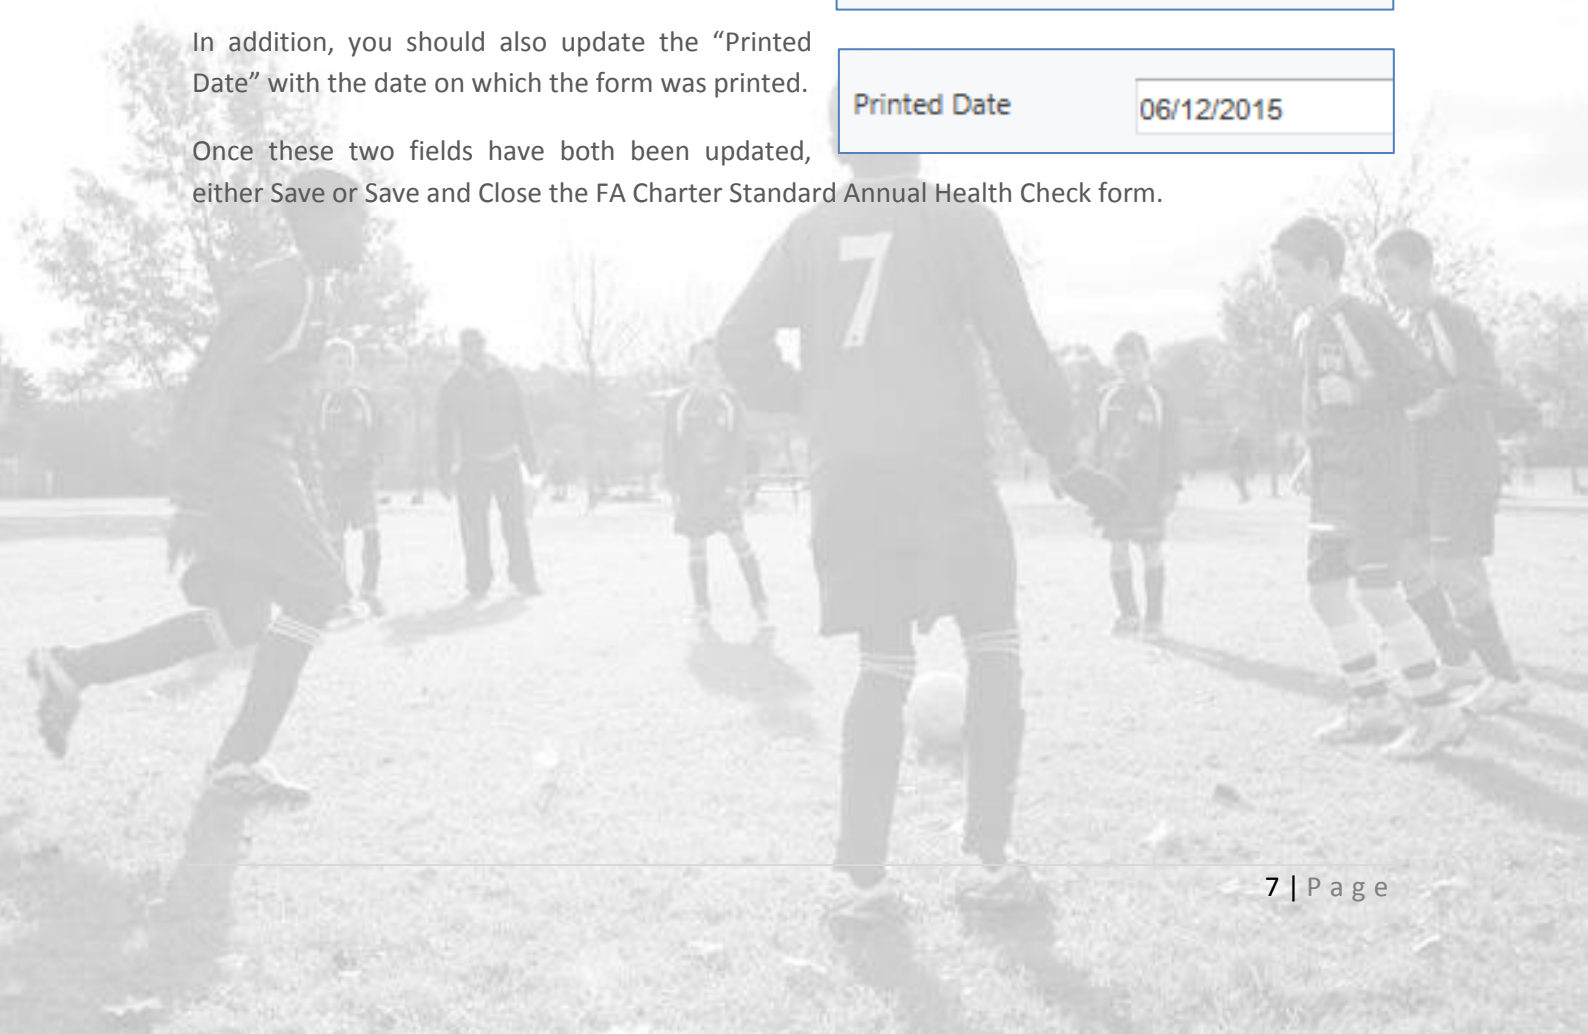 In addition, you should also update the “Printed
Date” with the date on which the form was printed.
Printed Date 06/12/2015
Once these two fields have both been updated,
either Save or Save and Close the FA Charter Standard Annual Health Check form.
7
7 | Page